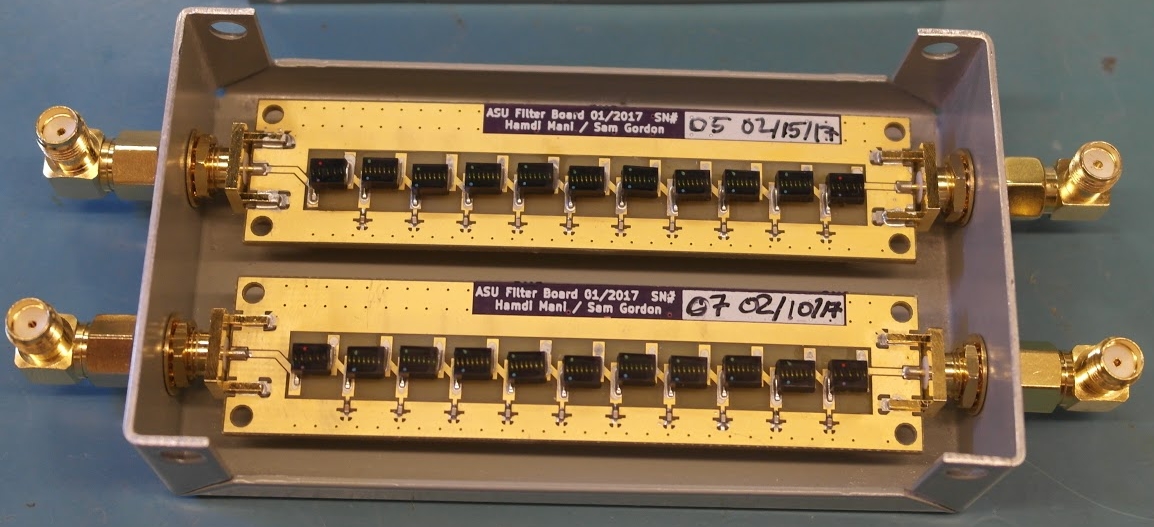 ASU Filter Board 01/2017 SN#
Hamdi Mani / Sam Gordon
05 02/15/17
ASU Filter Board 01/2017 SN#
Hamdi Mani / Sam Gordon
07 02/10/17